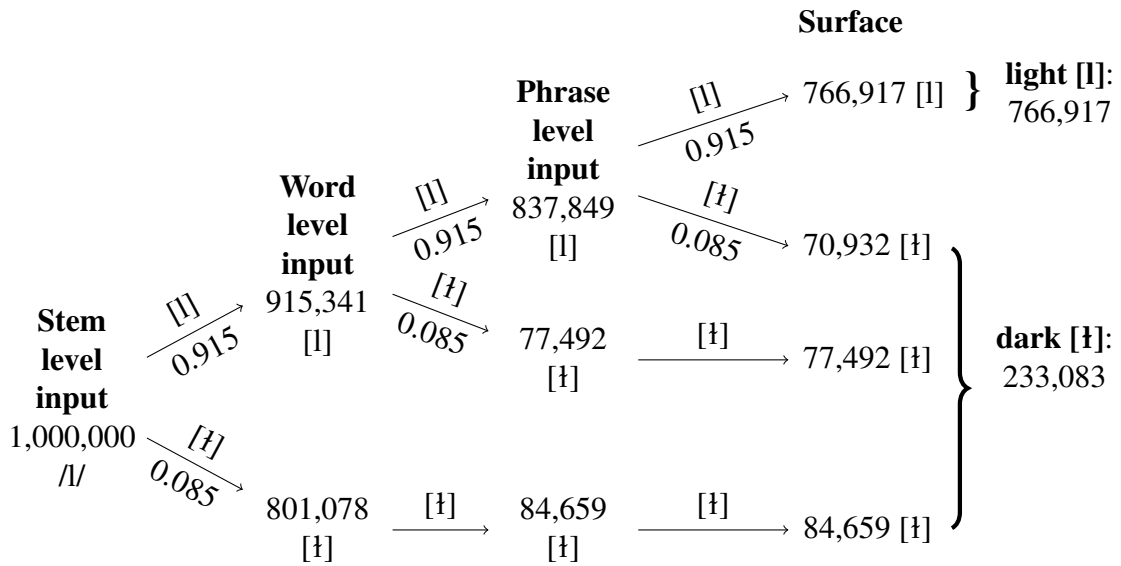 Surface
766,917 [l]
}
light [l]:
766,917
[l]
0.915
Phrase
level
input
837,849
[l]
[ɫ]
0.085
70,932 [ɫ]
Word
level
input
915,341
[l]
[l]
0.915
[ɫ]
0.085
77,492
[ɫ]
[ɫ]
77,492 [ɫ]
dark [ɫ]:
233,083
Stem
level
input
1,000,000
/l/
[l]
0.915
[ɫ]
0.085
801,078
[ɫ]
[ɫ]
84,659
[ɫ]
[ɫ]
84,659 [ɫ]